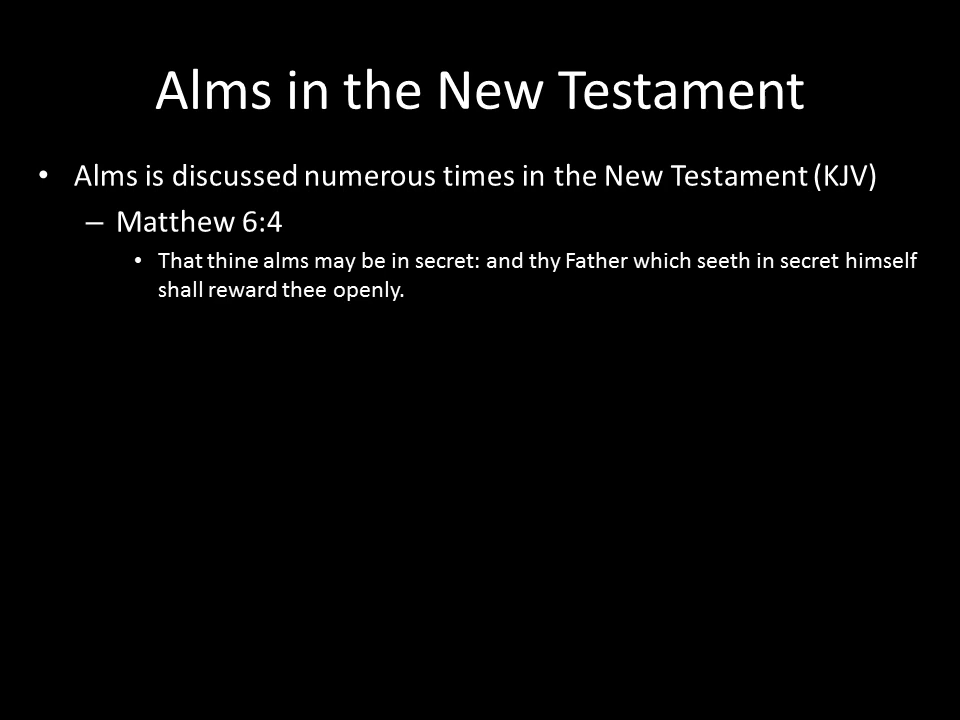 Alms in the New Testament
• Alms is discussed numerous times in the New Testament (KJV)
– Matthew 6:4
• That thine alms may be in secret: and thy Father which seeth in secret himself
shall reward thee openly.